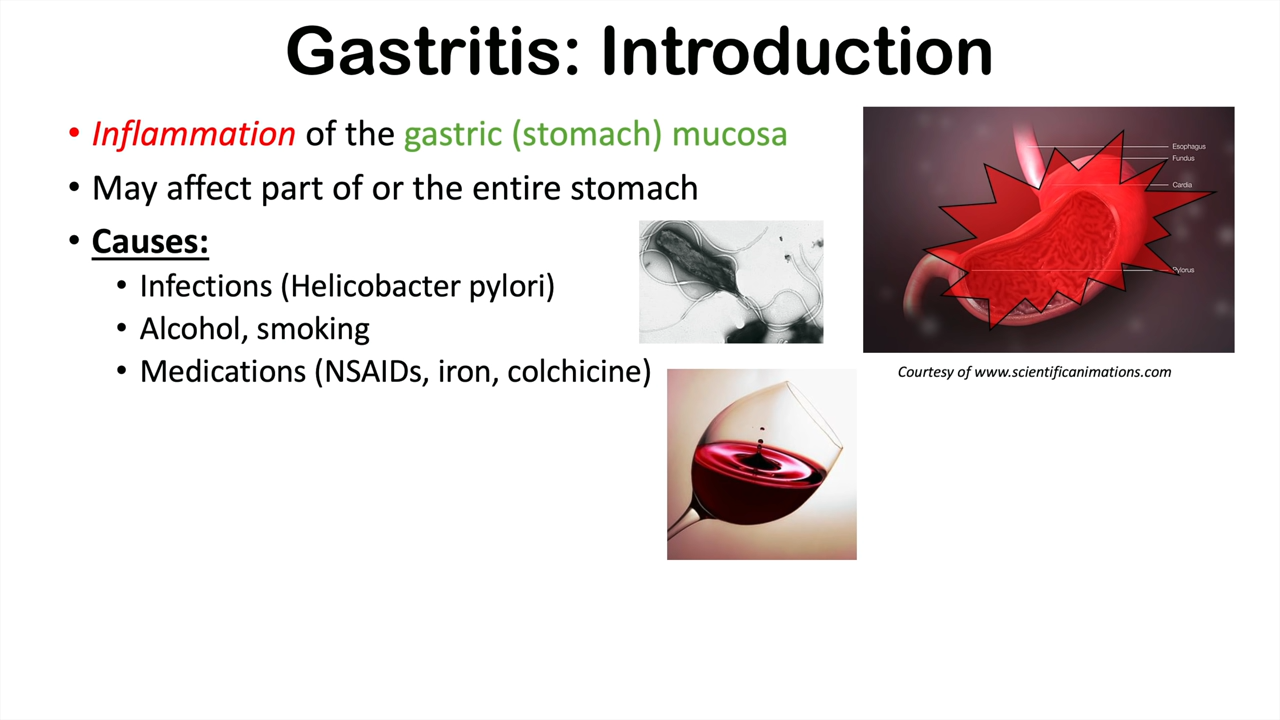 Gastritis: Introduction
• Inflammation of the gastric (stomach) mucosa
• May affect part of or the entire stomach
• Causes:
• Infections (Helicobacter pylori)
• Alcohol, smoking
• Medications (NSAIDs, iron, colchicine)
Esophagus
Fundus
Cardia
Pylorus
Courtesy of www.scientificanimations.com